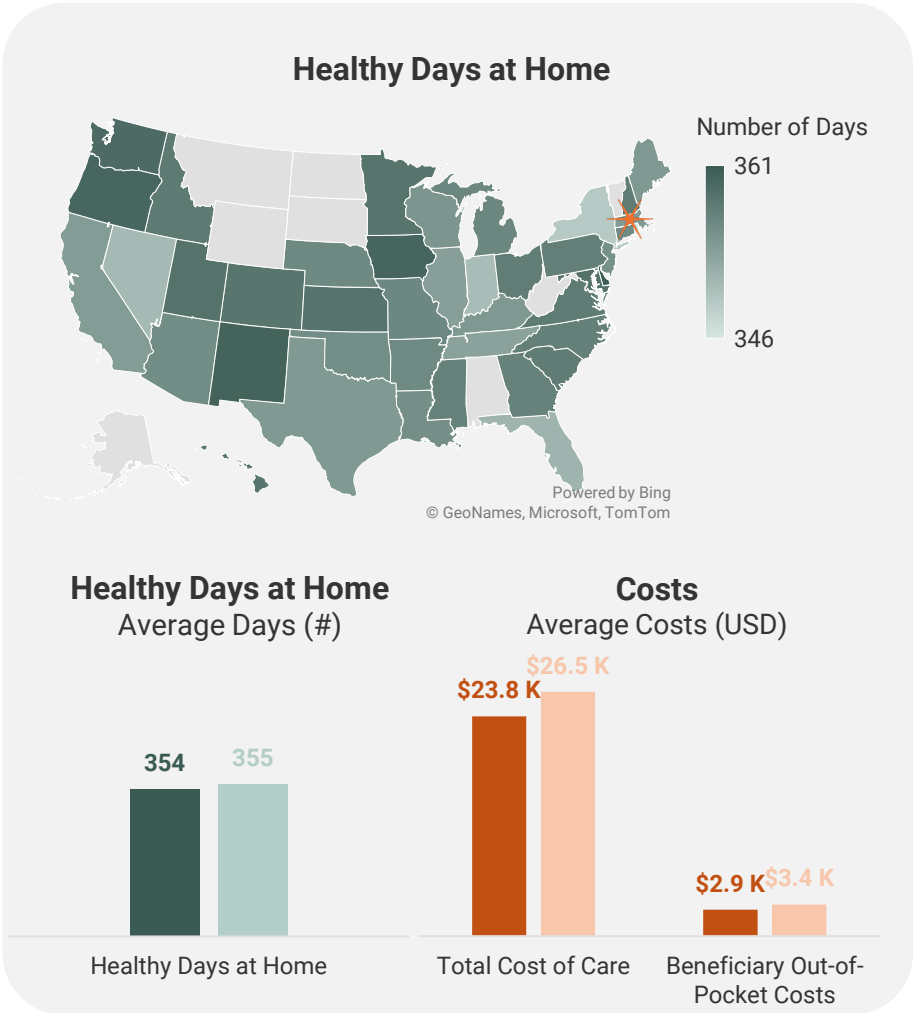 Healthy Days at Home
Number of Days
361
346
Powered by Bing
© GeoNames, Microsoft, TomTom
Healthy Days at Home
Average Days (#)
354
355
Healthy Days at Home
Costs
Average Costs (USD)
$23.8 K
$26.5 K
$2.9 K
$3.4 K
Total Cost of Care
Beneficiary Out-of-
Pocket Costs